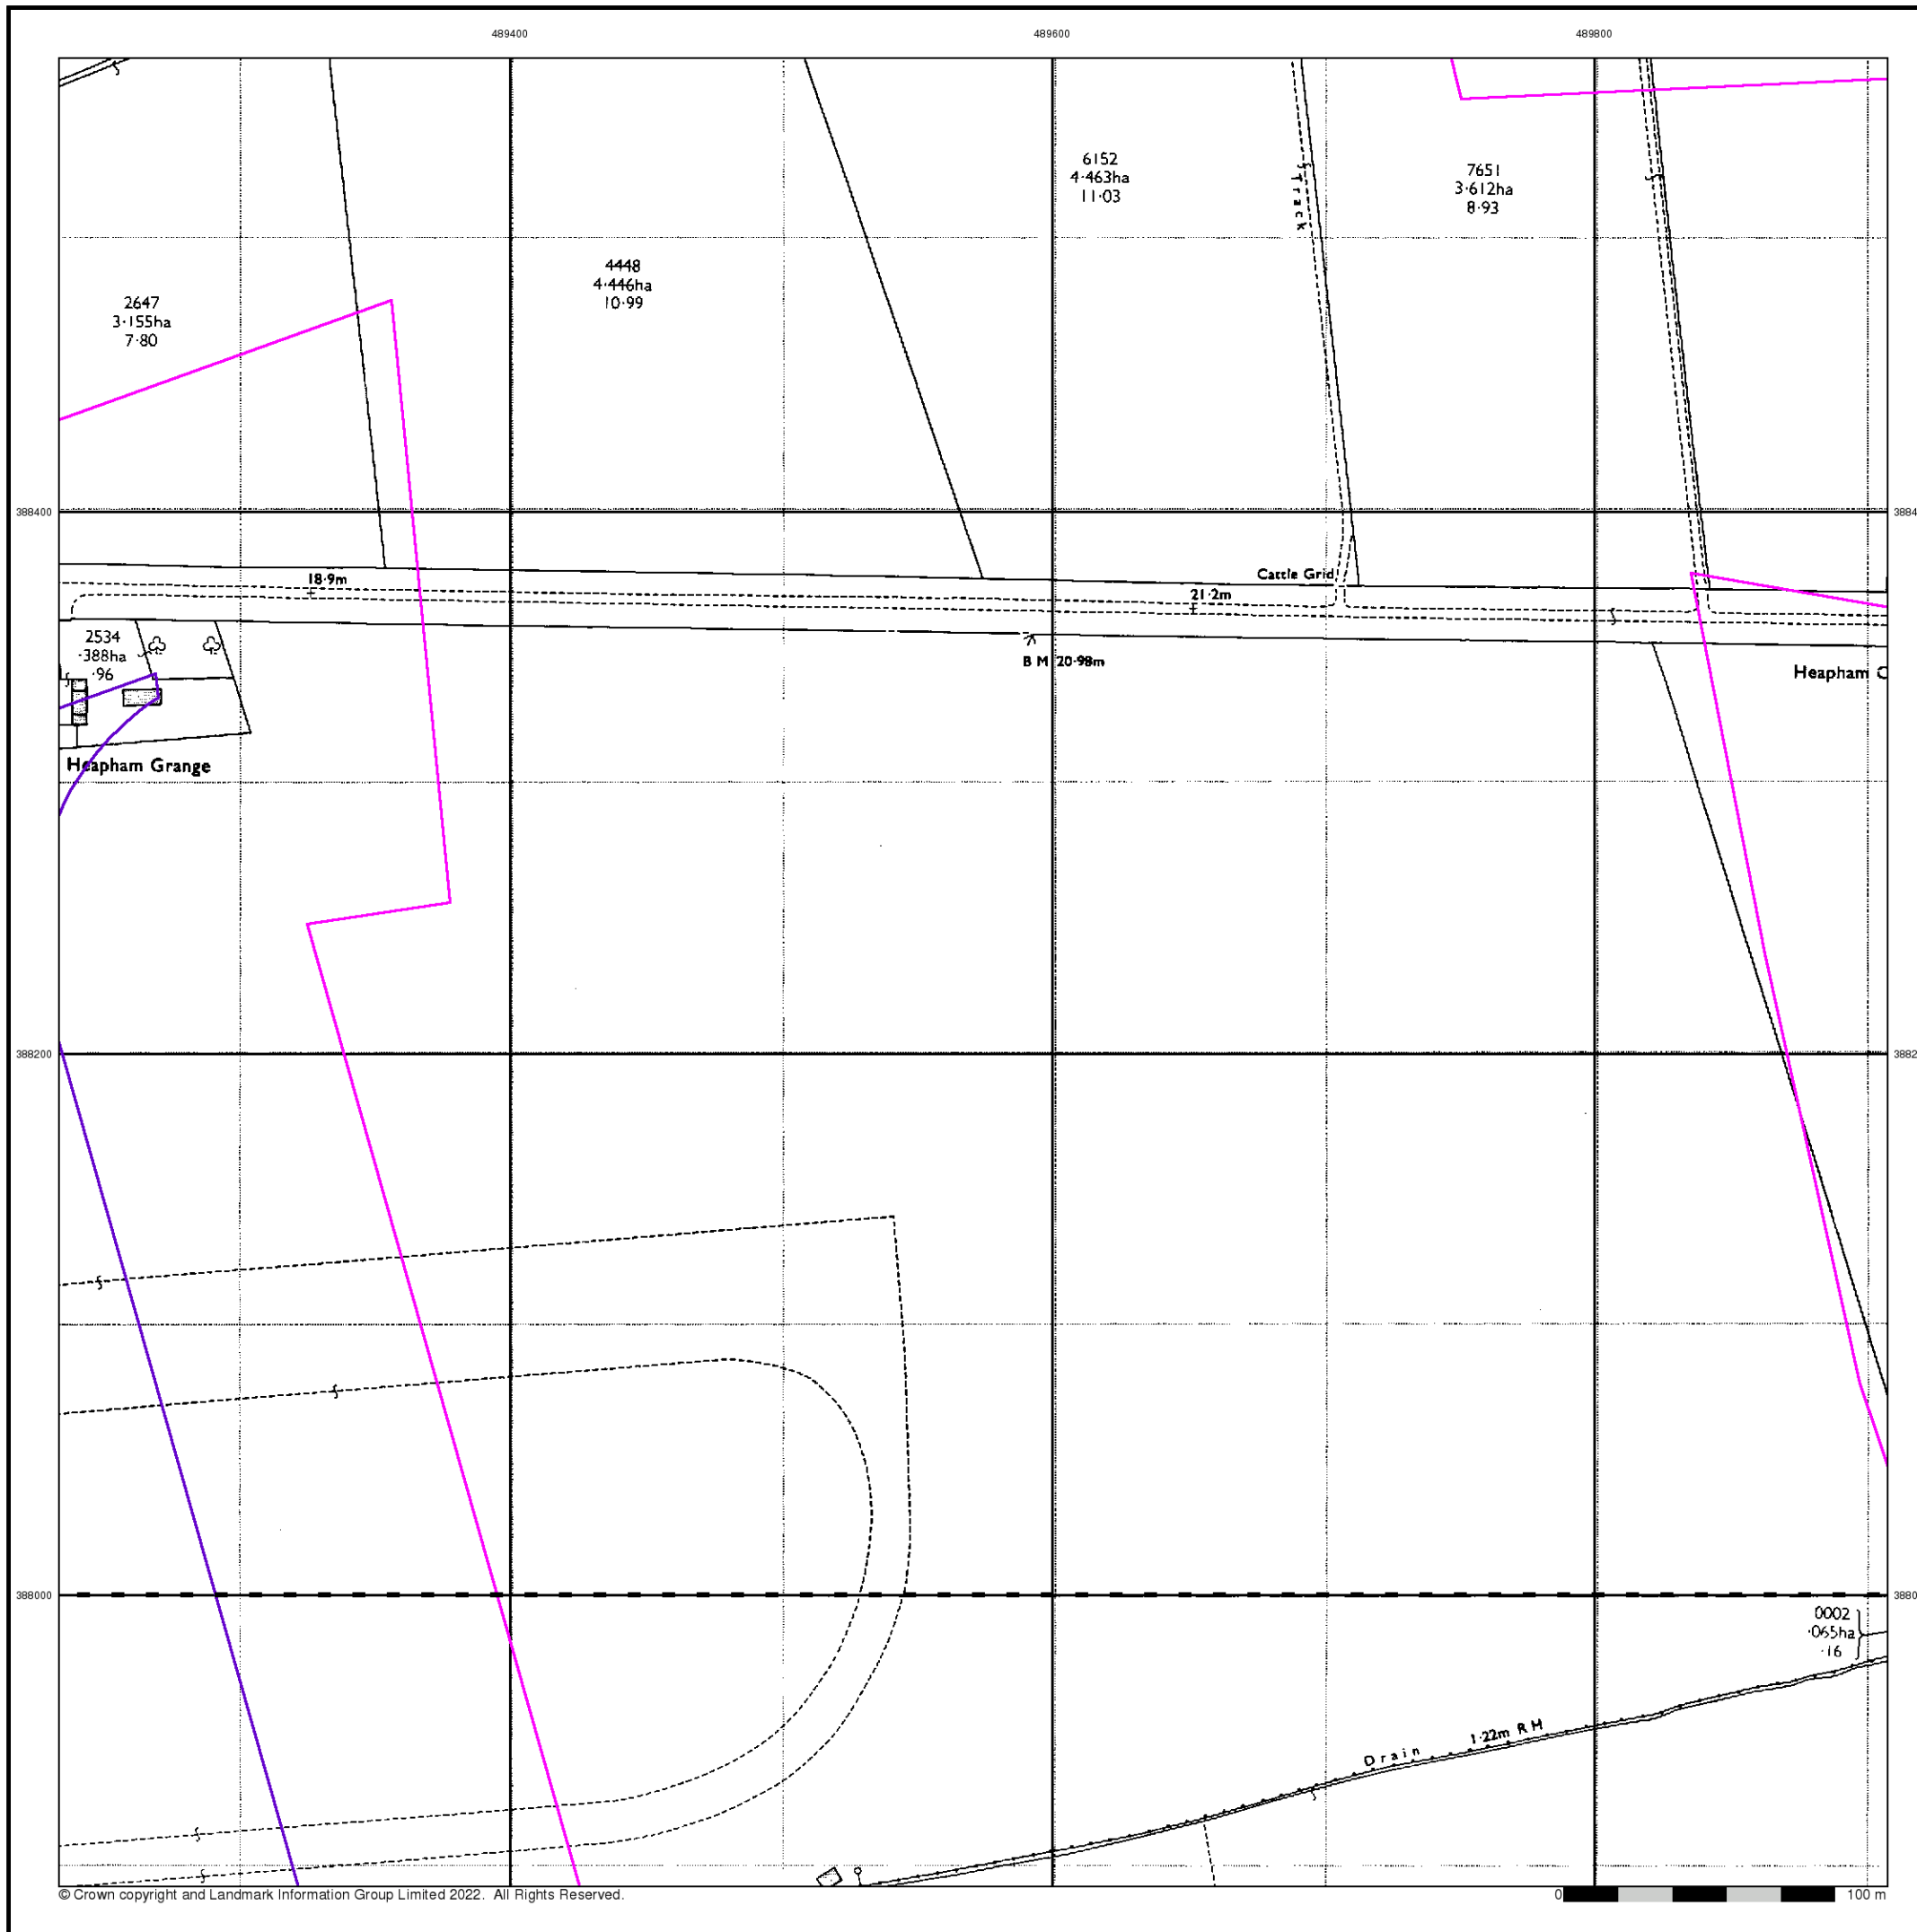 489400
489600
489800
6152
4·463ha
11·03
Track
7651
3·612ha
8·93
4448
4·446ha
10·99
2647
3·155ha
7·80
388400
3884
Cattle Grid
18·9m
21·2m
2534
·388ha
·96
B M 20·98m
Heapham C
Heapham Grange
388200
3882
388000
3880
0002
·065ha
·16
1·22m R H
Drain
© Crown copyright and Landmark Information Group Limited 2022. All Rights Reserved.
0
100 m